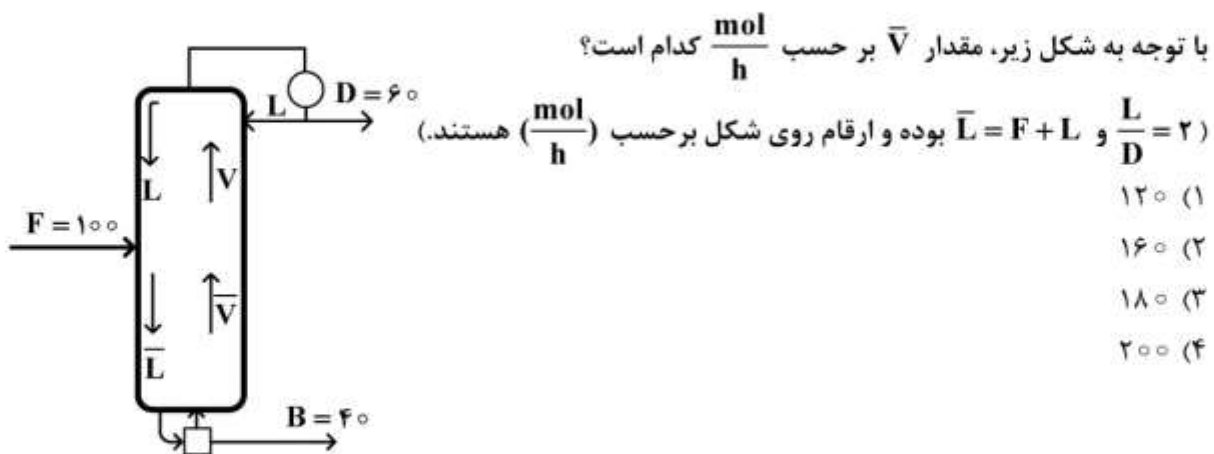 با توجه به شکل زیر، مقدار V̅ بر حسب mol/h کدام است؟
( L/D = ۲ و L̅ = F + L بوده و ارقام روی شکل برحسب (mol/h) هستند.)
۱) ۱۲۰
۲) ۱۶۰
۳) ۱۸۰
۴) ۲۰۰
L D = ۶۰
L V
F = ۱۰۰
V̅
L̅
B = ۴۰